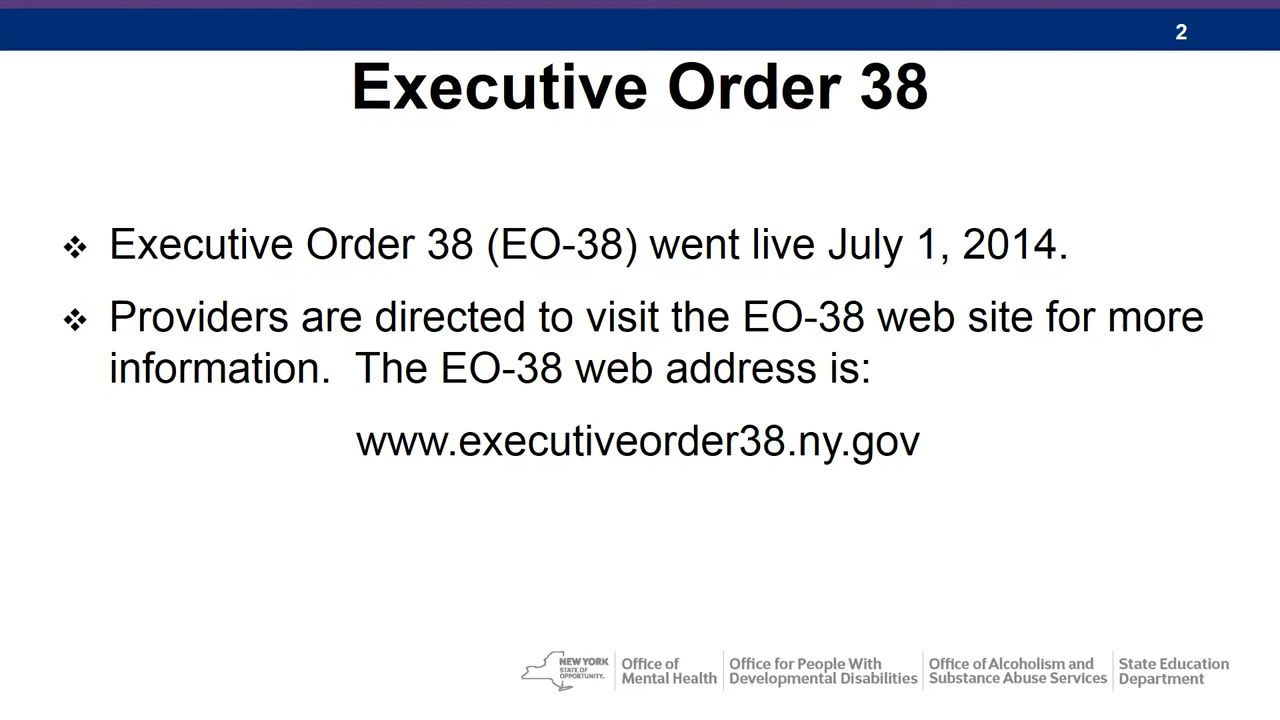 2
Executive Order 38
❖ Executive Order 38 (EO-38) went live July 1, 2014.
❖ Providers are directed to visit the EO-38 web site for more
information.  The EO-38 web address is:
www.executiveorder38.ny.gov
NEW YORK
STATE OF
OPPORTUNITY.
Office of
Mental Health
Office for People With
Developmental Disabilities
Office of Alcoholism and
Substance Abuse Services
State Education
Department